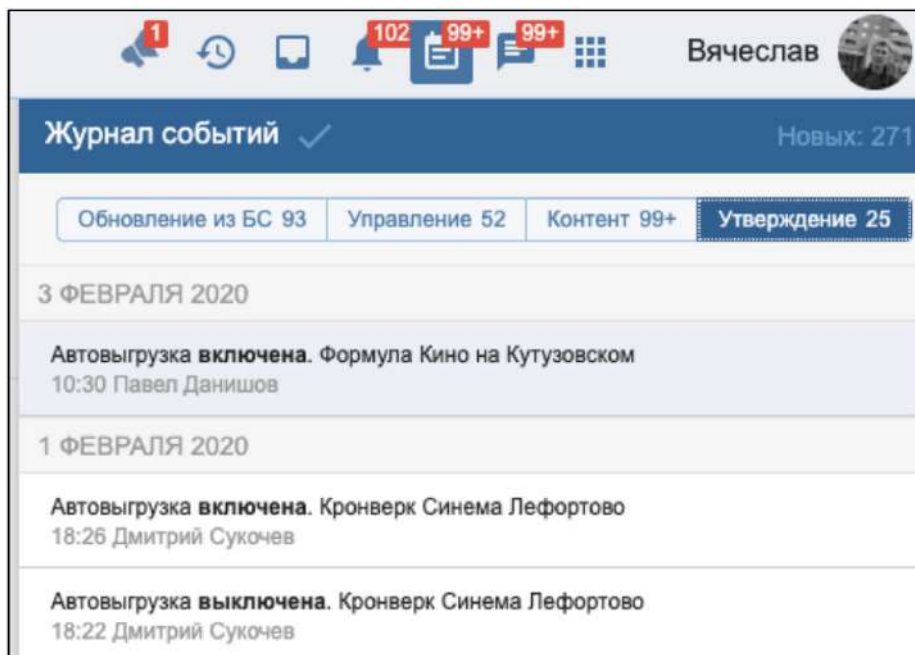 1
102
99+
99+
Вячеслав
Журнал событий
Новых: 271
Обновление из БС 93
Управление 52
Контент 99+
Утверждение 25
3 ФЕВРАЛЯ 2020
Автовыгрузка включена. Формула Кино на Кутузовском
10:30 Павел Данишов
1 ФЕВРАЛЯ 2020
Автовыгрузка включена. Кронверк Синема Лефортово
18:26 Дмитрий Сукочев
Автовыгрузка выключена. Кронверк Синема Лефортово
18:22 Дмитрий Сукочев